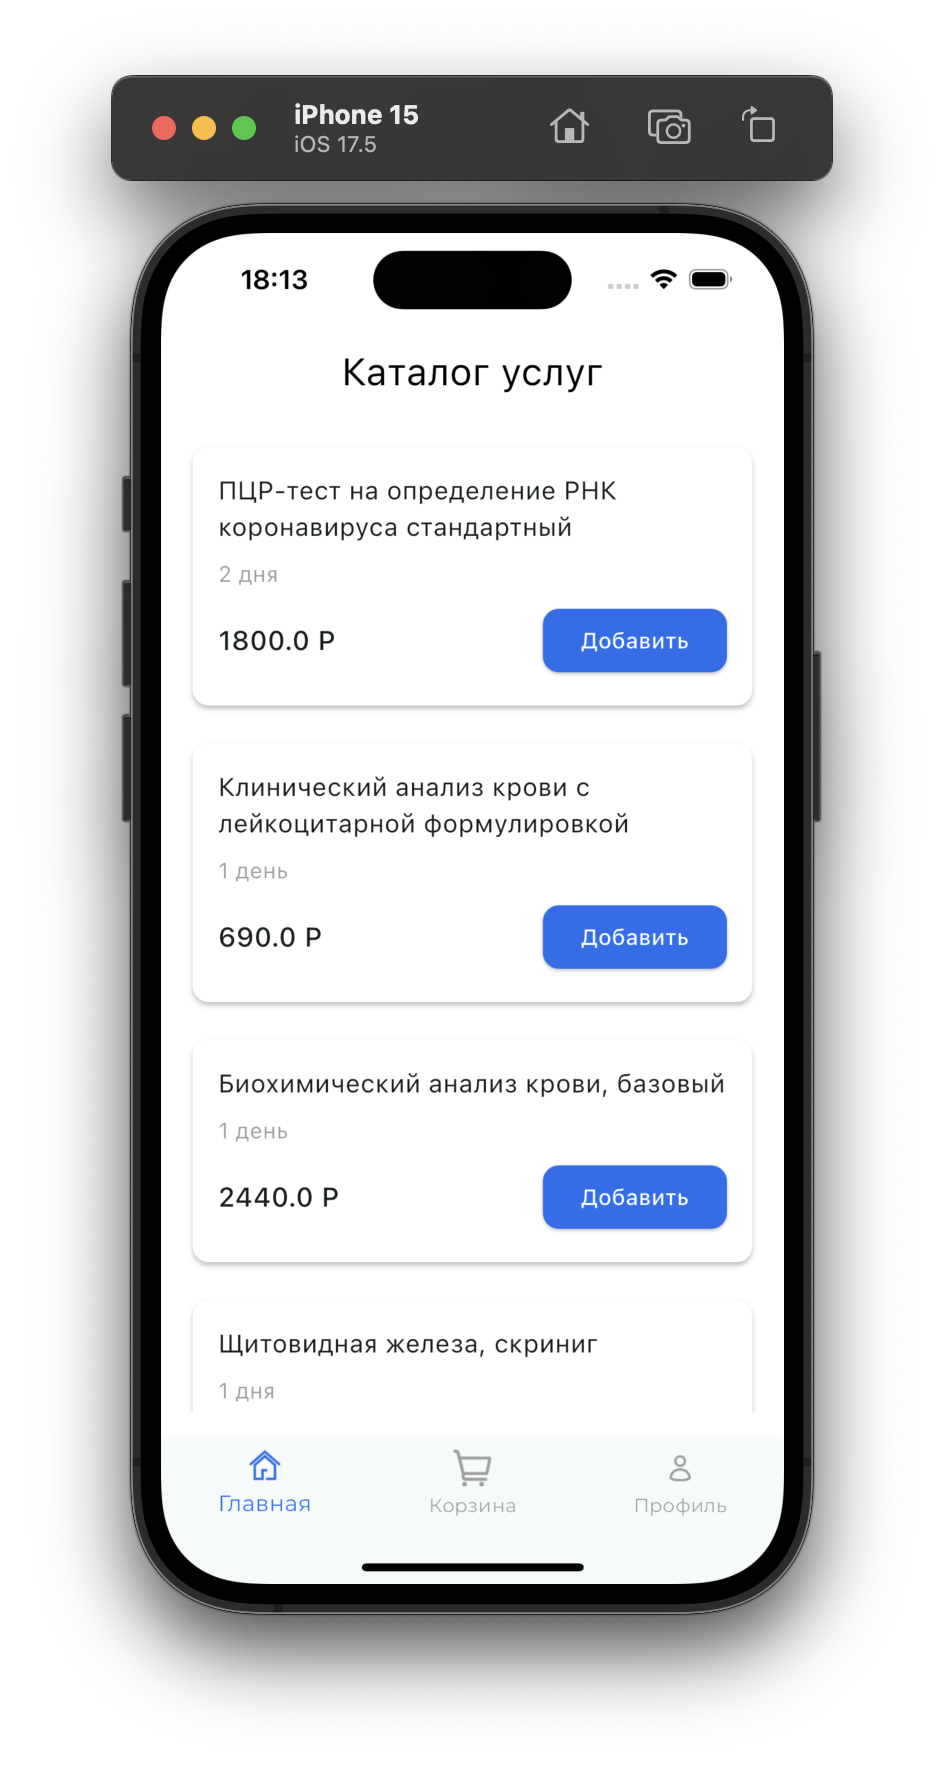 iPhone 15
iOS 17.5
18:13
Каталог услуг
ПЦР-тест на определение РНК
коронавируса стандартный
2 дня
1800.0 Р
Добавить
Клинический анализ крови с
лейкоцитарной формулировкой
1 день
690.0 Р
Добавить
Биохимический анализ крови, базовый
1 день
2440.0 Р
Добавить
Щитовидная железа, скриниг
1 дня
Главная
Корзина
Профиль